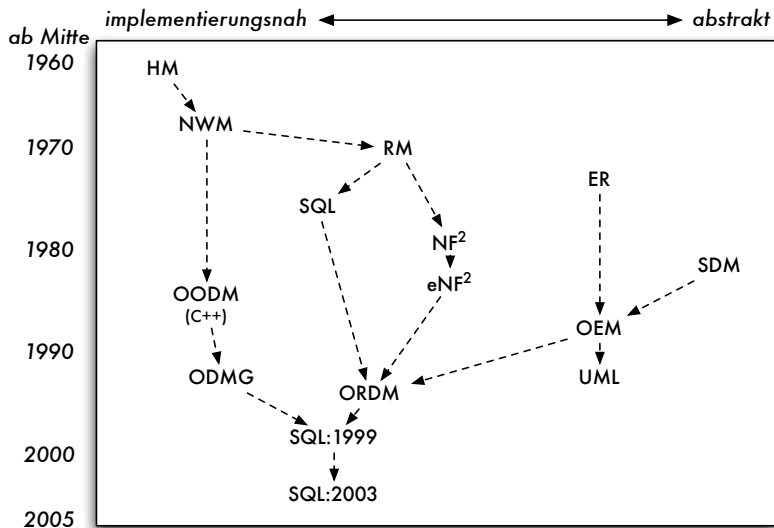 implementierungsnah abstrakt
ab Mitte
1960
HM
NWM
1970
RM
ER
SQL
1980
NF²
SDM
eNF²
OODM
(C++)
OEM
1990
ODMG
ORDM
UML
SQL:1999
2000
SQL:2003
2005